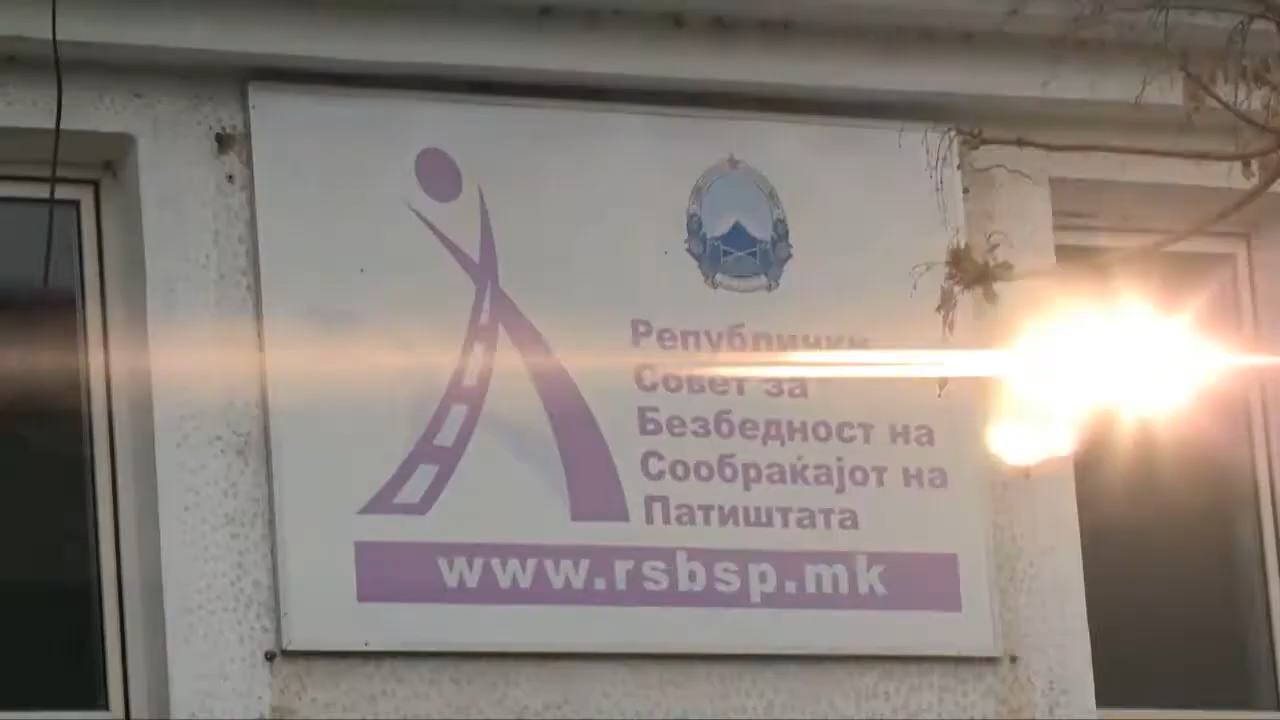 Републички
Совет за
Безбедност на
Сообраќајот на
Патиштата
www.rsbsp.mk